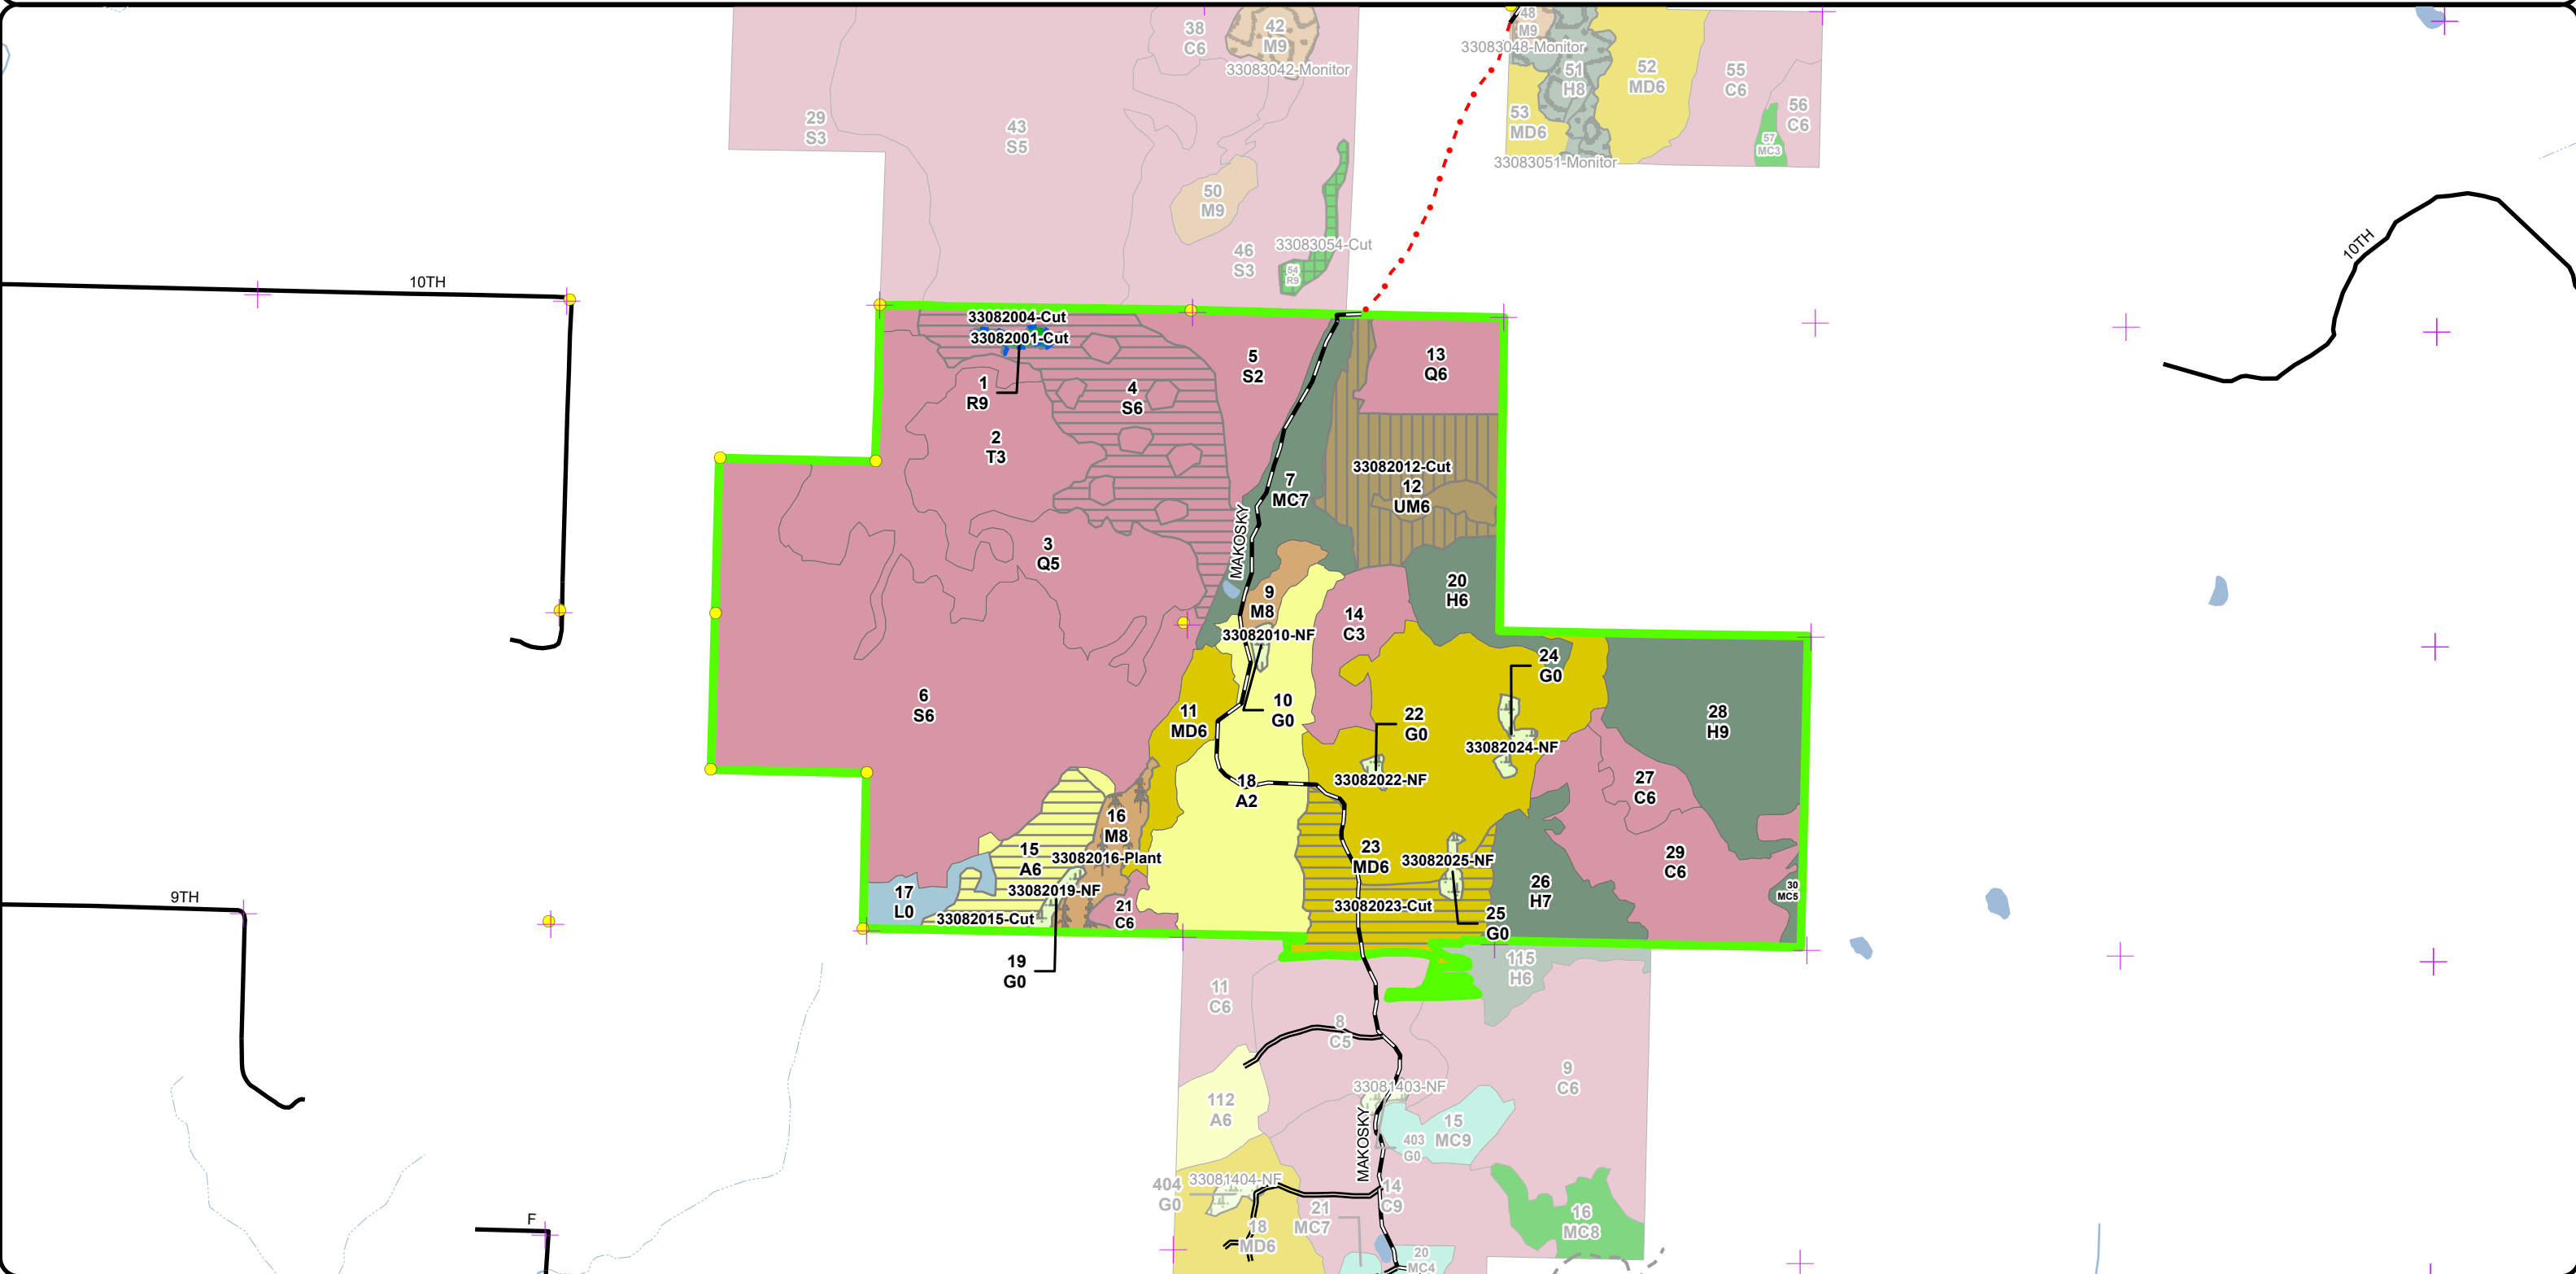 38
C6
42
M9
33083042-Monitor
48
M9
33083048-Monitor
51
H8
52
MD6
55
C6
56
C6
53
MD6
57
MC3
33083051-Monitor
29
S3
43
S5
50
M9
46
S3
33083054-Cut
54
R9
10TH
10TH
33082004-Cut
33082001-Cut
1
R9
2
T3
4
S6
5
S2
13
Q6
7
MC7
33082012-Cut
12
UM6
MAKOSKY
3
Q5
9
M8
20
H6
14
C3
33082010-NF
24
G0
6
S6
11
MD6
10
G0
22
G0
28
H9
33082024-NF
33082022-NF
18
A2
27
C6
16
M8
15
A6
33082016-Plant
23
MD6
33082025-NF
29
C6
17
L0
33082019-NF
33082015-Cut
21
C6
33082023-Cut
26
H7
30
MC5
25
G0
9TH
19
G0
115
H6
11
C6
8
C5
9
C6
33081403-NF
112
A6
15
MC9
403
G0
MAKOSKY
33081404-NF
404
G0
14
C9
21
MC7
18
MD6
16
MC8
20
MC4
F